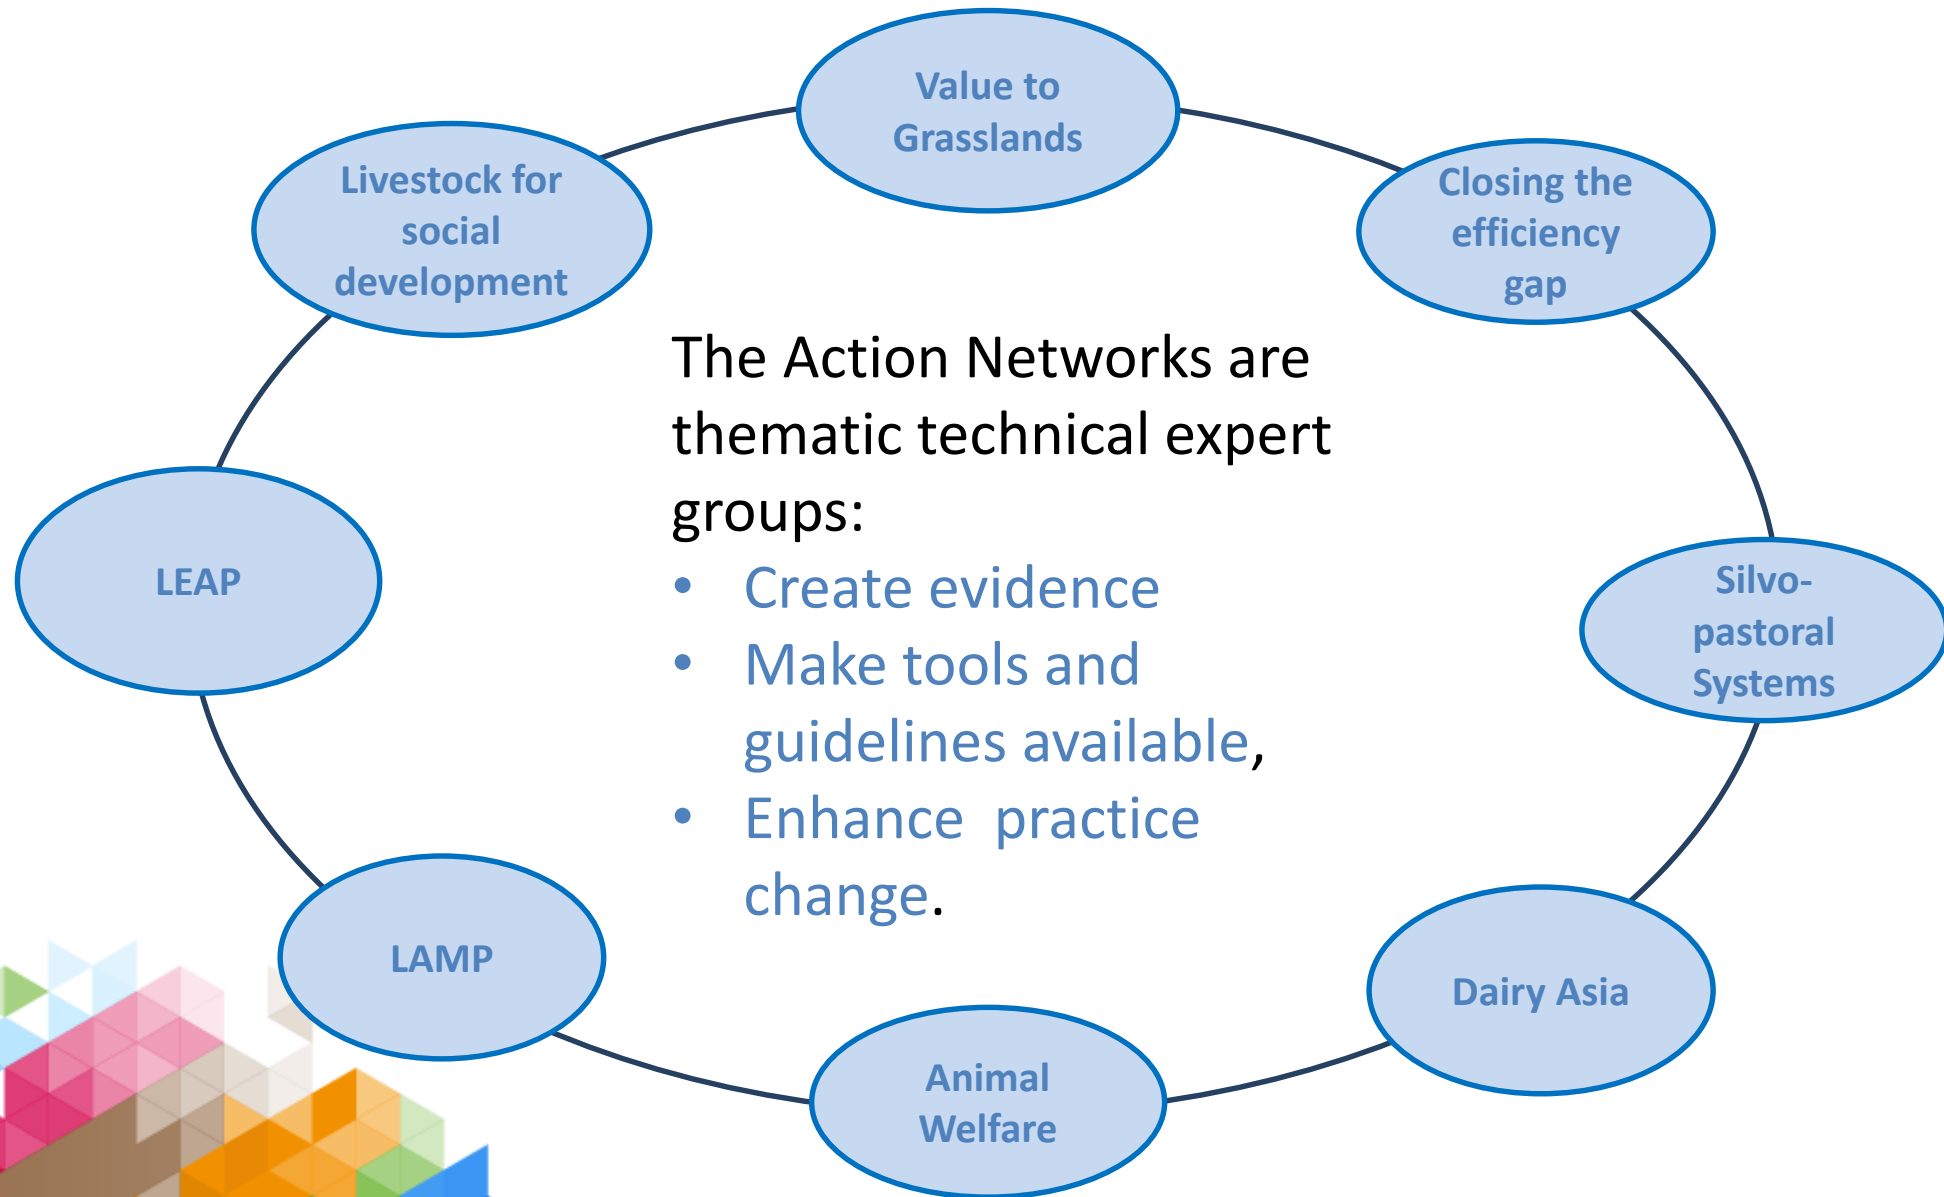 Value to
Grasslands
Livestock for
social
development
Closing the
efficiency
gap
The Action Networks are
thematic technical expert
groups:
• Create evidence
• Make tools and
guidelines available,
• Enhance  practice
change.
LEAP
Silvo-
pastoral
Systems
LAMP
Dairy Asia
Animal
Welfare